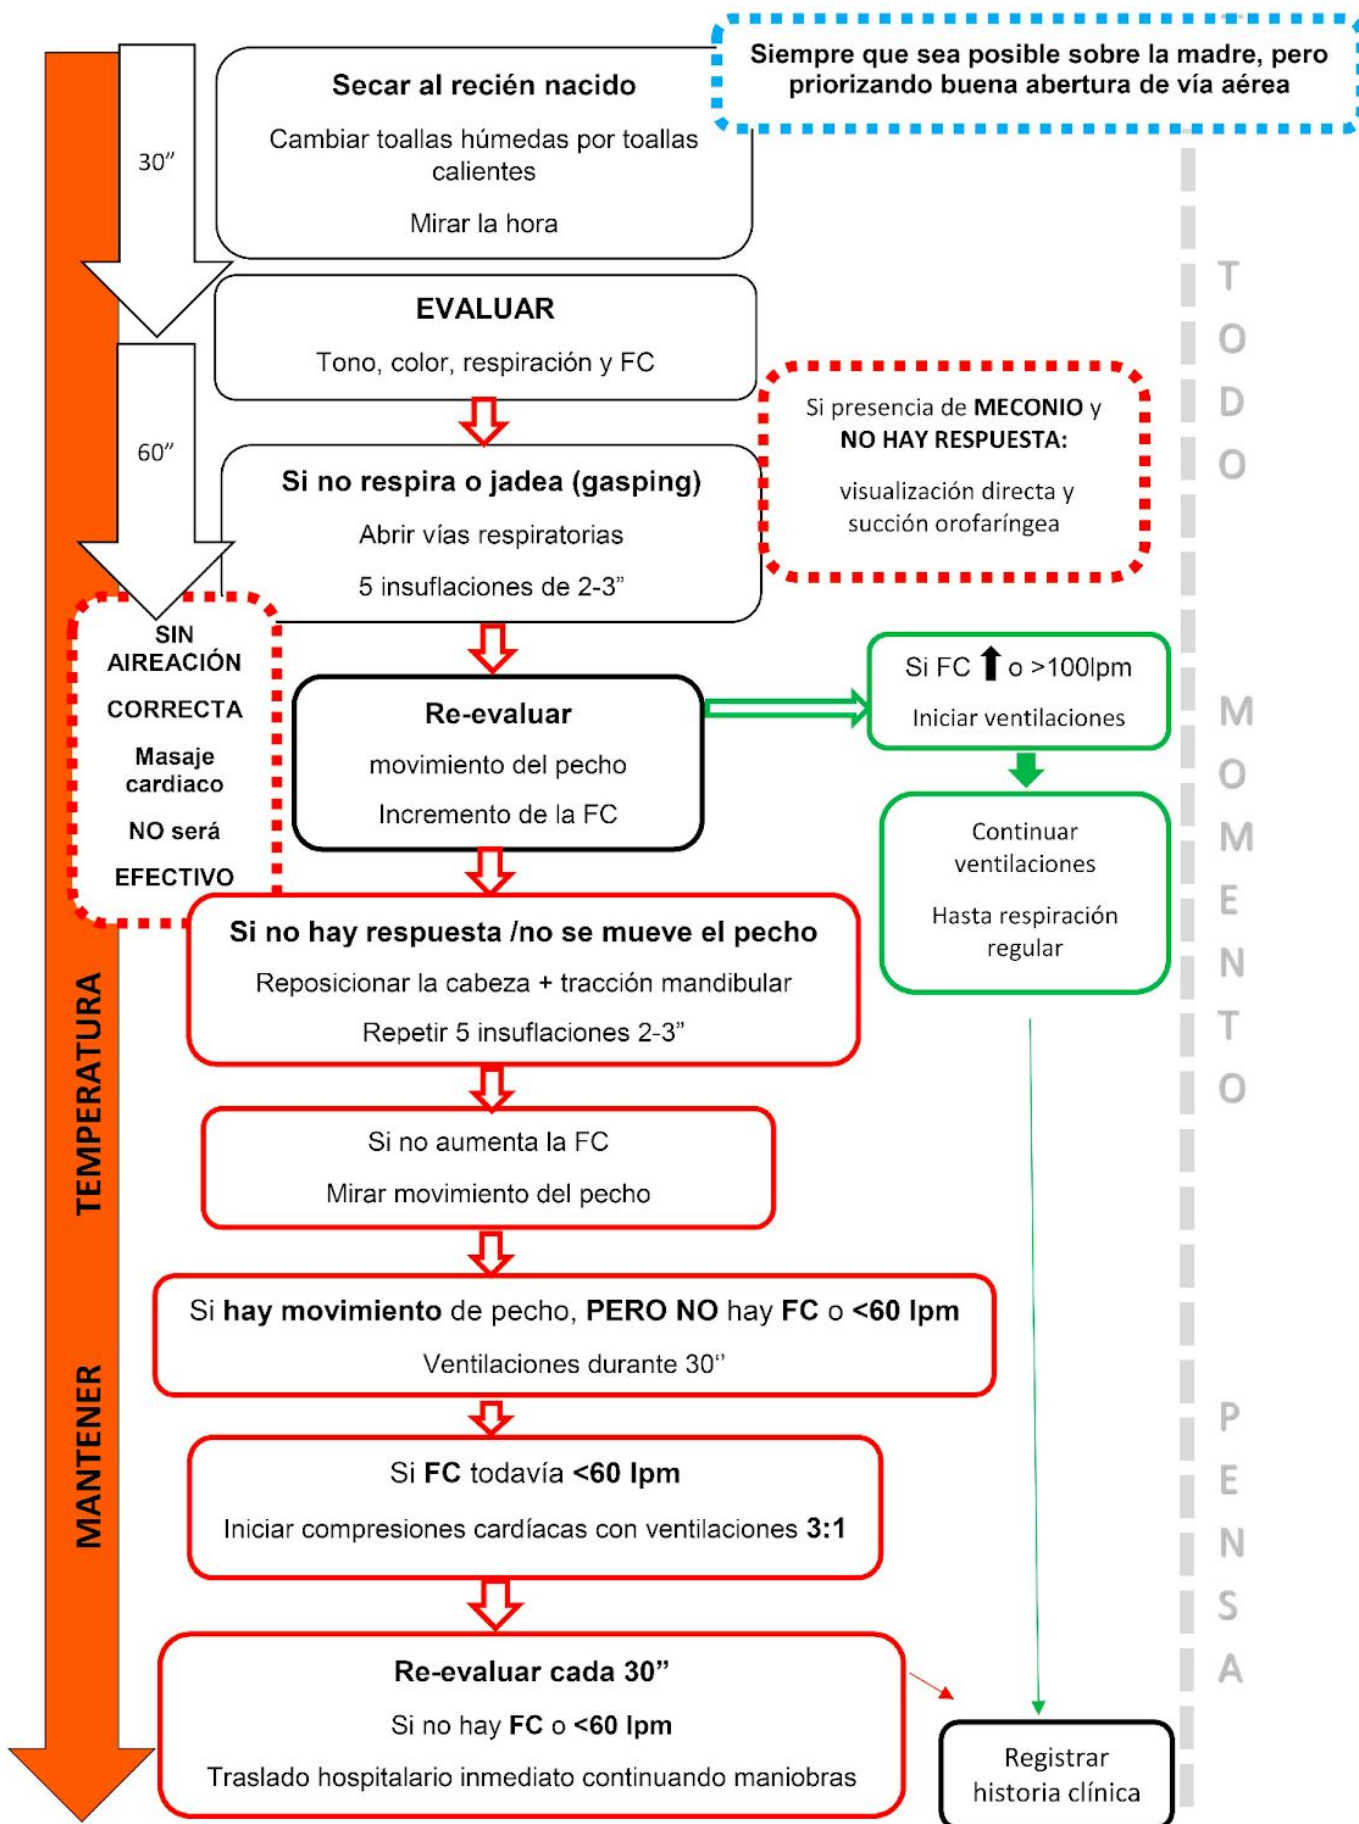 Siempre que sea posible sobre la madre, pero
priorizando buena abertura de vía aérea
30”
Secar al recién nacido
Cambiar toallas húmedas por toallas
calientes
Mirar la hora
EVALUAR
Tono, color, respiración y FC
60”
Si no respira o jadea (gasping)
Abrir vías respiratorias
5 insuflaciones de 2-3”
Si presencia de MECONIO y
NO HAY RESPUESTA:
visualización directa y
succión orofaríngea
SIN
AIREACIÓN
CORRECTA
Masaje
cardiaco
NO será
EFECTIVO
Re-evaluar
movimiento del pecho
Incremento de la FC
Si FC ⬆ o >100lpm
Iniciar ventilaciones
Continuar
ventilaciones
Hasta respiración
regular
Si no hay respuesta /no se mueve el pecho
Reposicionar la cabeza + tracción mandibular
Repetir 5 insuflaciones 2-3”
Si no aumenta la FC
Mirar movimiento del pecho
Si hay movimiento de pecho, PERO NO hay FC o <60 lpm
Ventilaciones durante 30‘’
Si FC todavía <60 lpm
Iniciar compresiones cardíacas con ventilaciones 3:1
Re-evaluar cada 30”
Si no hay FC o <60 lpm
Traslado hospitalario inmediato continuando maniobras
Registrar
historia clínica
MANTENER TEMPERATURA
TODO MOMENTO PENSA